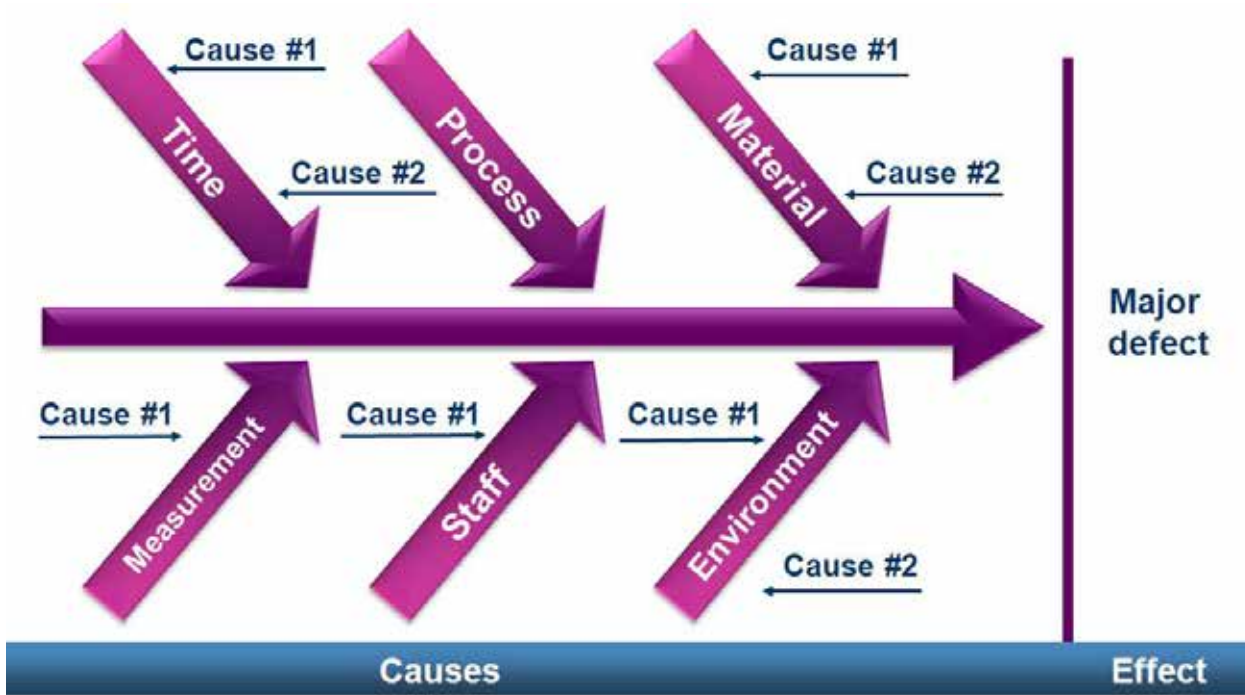 Cause #1
Cause #1
Time
Process
Material
Cause #2
Cause #2
Major
defect
Cause #1
Cause #1
Cause #1
Measurement
Staff
Environment
Cause #2
Causes
Effect